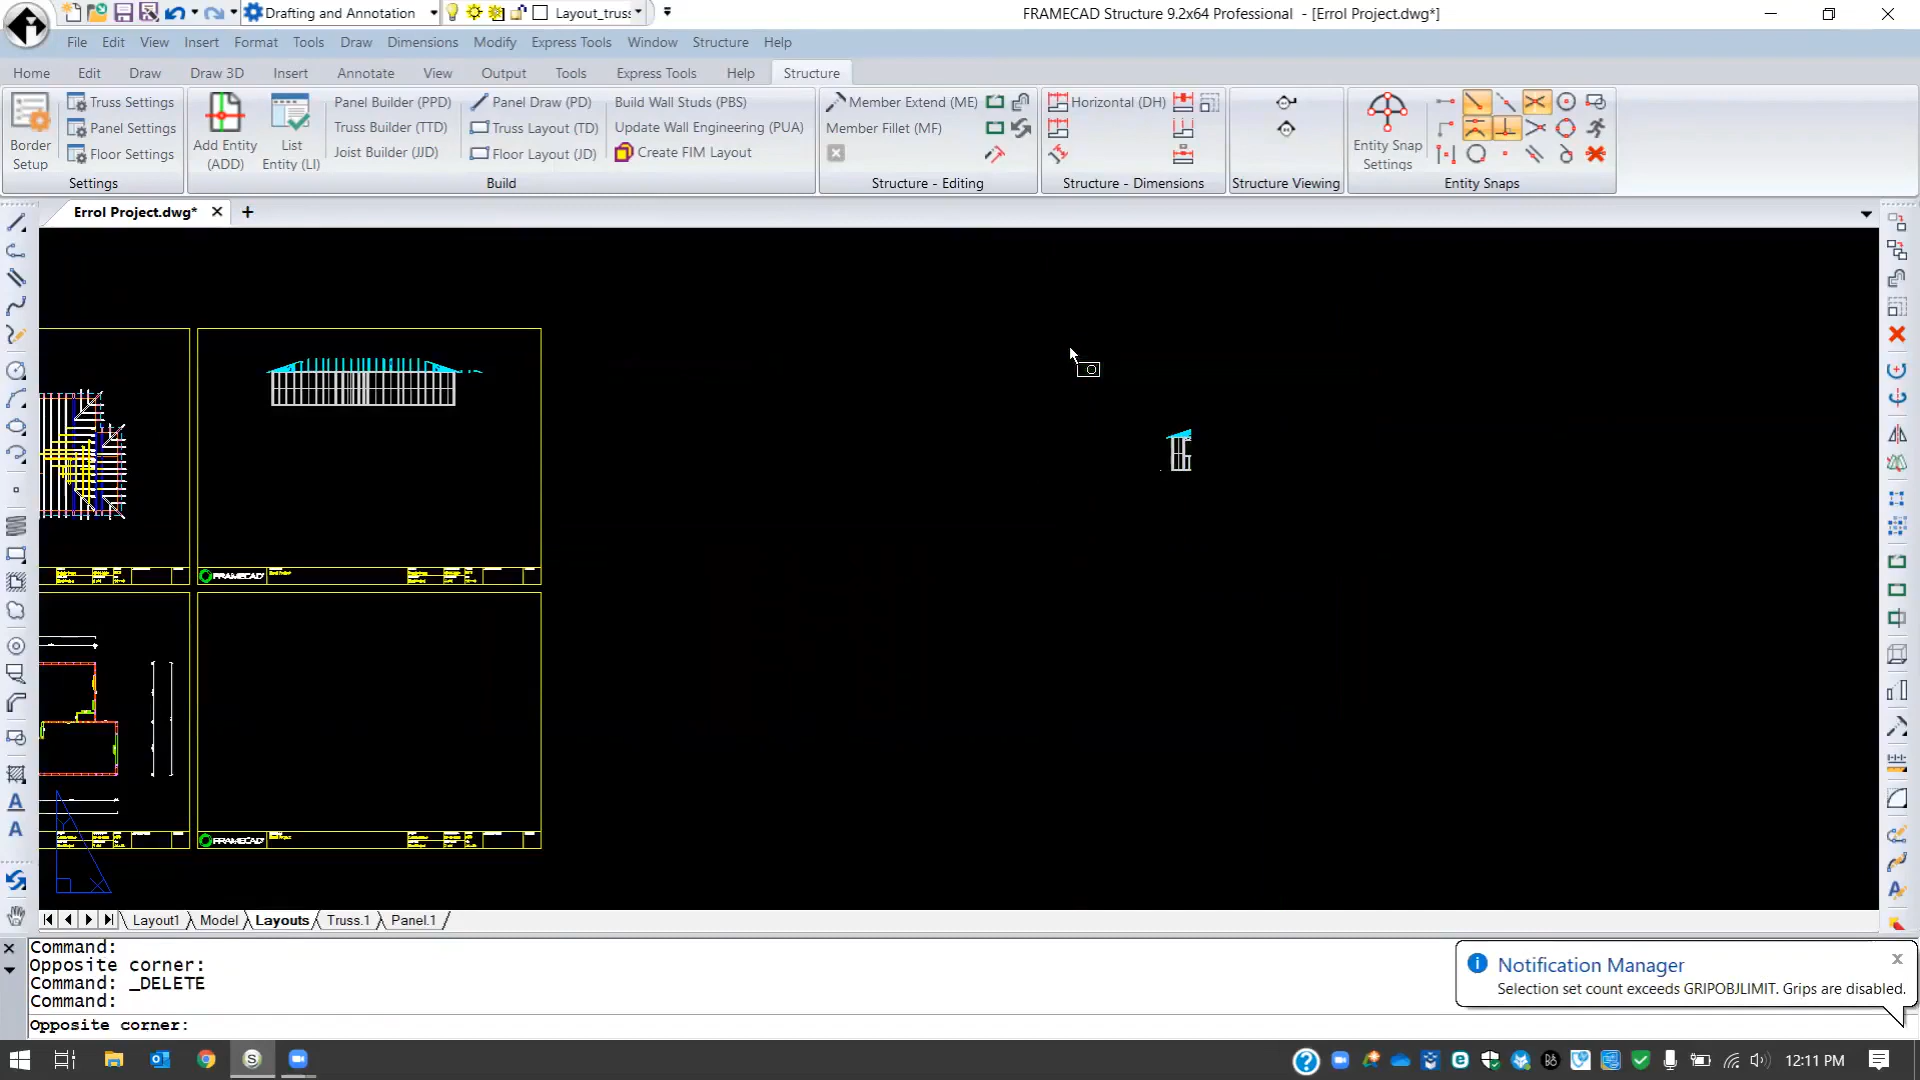 Drafting and Annotation
Layout_truss
FRAMECAD Structure 9.2x64 Professional - [Errol Project.dwg*]
File Edit View Insert Format Tools Draw Dimensions Modify Express Tools Window Structure Help
Home Edit Draw Draw 3D Insert Annotate View Output Tools Express Tools Help Structure
Border Setup
Truss Settings
Panel Settings
Floor Settings
Settings
Add Entity (ADD)
List Entity (LI)
Panel Builder (PPD)
Truss Builder (TTD)
Joist Builder (JJD)
Panel Draw (PD)
Truss Layout (TD)
Floor Layout (JD)
Build Wall Studs (PBS)
Update Wall Engineering (PUA)
Create FIM Layout
Build
Member Extend (ME)
Member Fillet (MF)
Structure - Editing
Horizontal (DH)
Structure - Dimensions
Structure Viewing
Entity Snap Settings
Entity Snaps
Errol Project.dwg*
FRAMECAD
FRAMECAD
Layout1 Model Layouts Truss.1 Panel.1
Command:
Opposite corner:
Command: _DELETE
Command:
Opposite corner:
Notification Manager
Selection set count exceeds GRIPOBJLIMIT. Grips are disabled.
12:11 PM